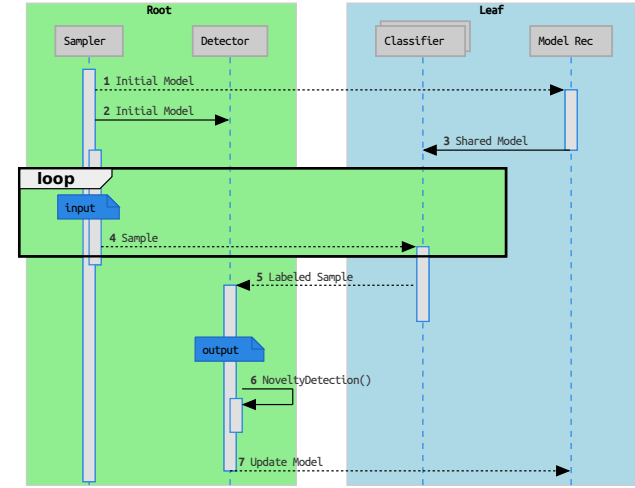 Root
Leaf
Sampler
Detector
Classifier
Model Rec
1 Initial Model
2 Initial Model
3 Shared Model
loop
input
4 Sample
5 Labeled Sample
output
6 NoveltyDetection()
7 Update Model